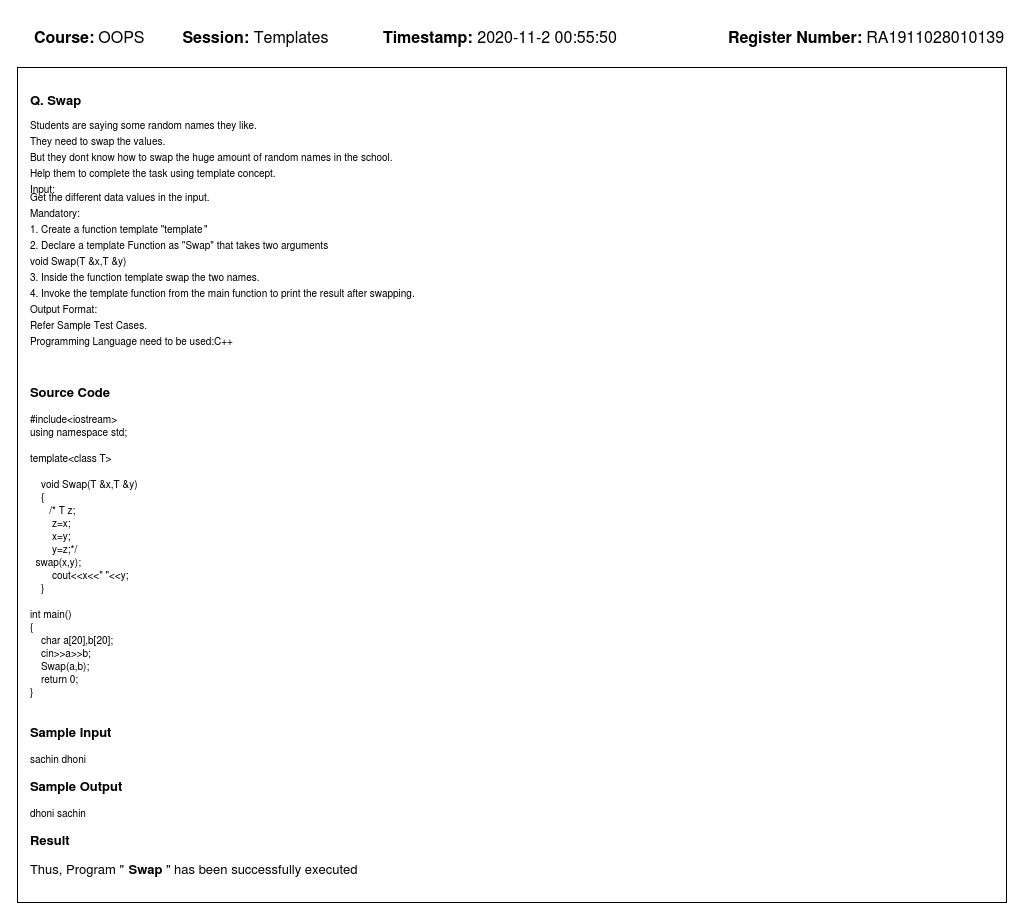 Course: OOPS Session: Templates Timestamp: 2020-11-2 00:55:50 Register Number: RA1911028010139
Q. Swap
Students are saying some random names they like.
They need to swap the values.
But they dont know how to swap the huge amount of random names in the school.
Help them to complete the task using template concept.
Input:
Get the different data values in the input.
Mandatory:
1. Create a function template "template"
2. Declare a template Function as "Swap" that takes two arguments
void Swap(T &x,T &y)
3. Inside the function template swap the two names.
4. Invoke the template function from the main function to print the result after swapping.
Output Format:
Refer Sample Test Cases.
Programming Language need to be used:C++
Source Code
#include<iostream>
using namespace std;
template<class T>
void Swap(T &x,T &y)
{
/* T z;
z=x;
x=y;
y=z;*/
swap(x,y);
cout<<x<<" "<<y;
}
int main()
{
char a[20],b[20];
cin>>a>>b;
Swap(a,b);
return 0;
}
Sample Input
sachin dhoni
Sample Output
dhoni sachin
Result
Thus, Program " Swap " has been successfully executed